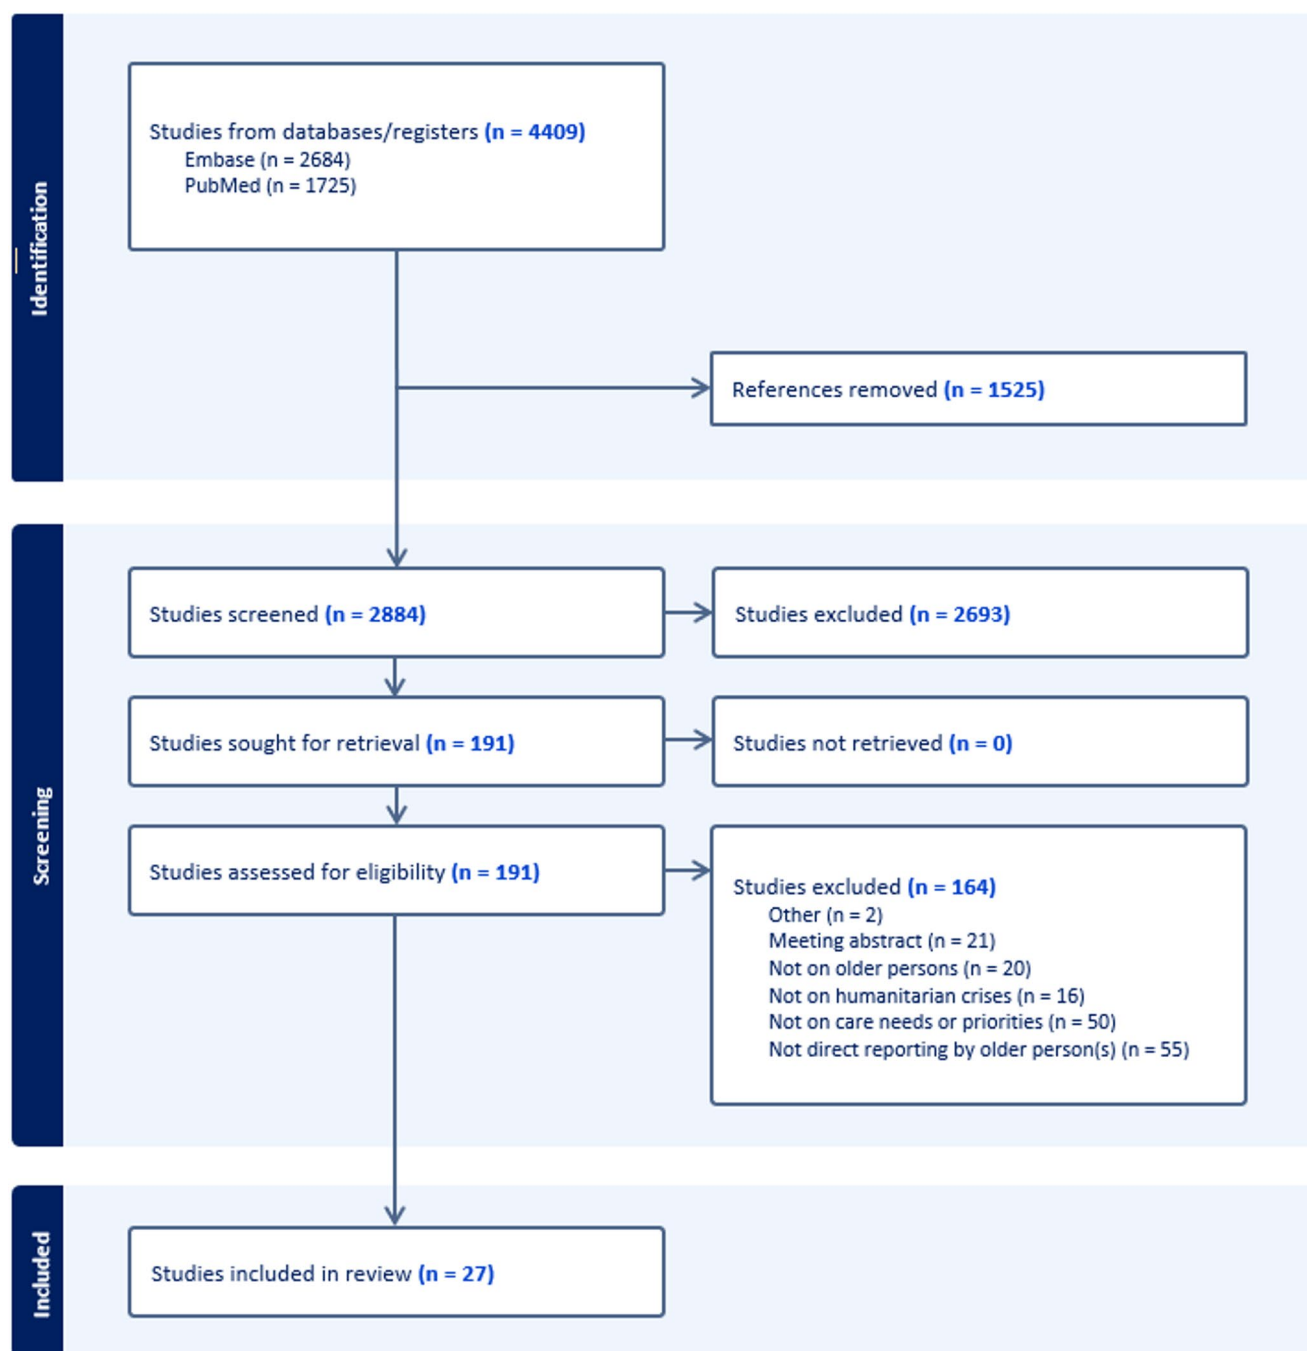 Identification
Studies from databases/registers (n = 4409)
Embase (n = 2684)
PubMed (n = 1725)
References removed (n = 1525)
Screening
Studies screened (n = 2884)
Studies excluded (n = 2693)
Studies sought for retrieval (n = 191)
Studies not retrieved (n = 0)
Studies assessed for eligibility (n = 191)
Studies excluded (n = 164)
Other (n = 2)
Meeting abstract (n = 21)
Not on older persons (n = 20)
Not on humanitarian crises (n = 16)
Not on care needs or priorities (n = 50)
Not direct reporting by older person(s) (n = 55)
Included
Studies included in review (n = 27)